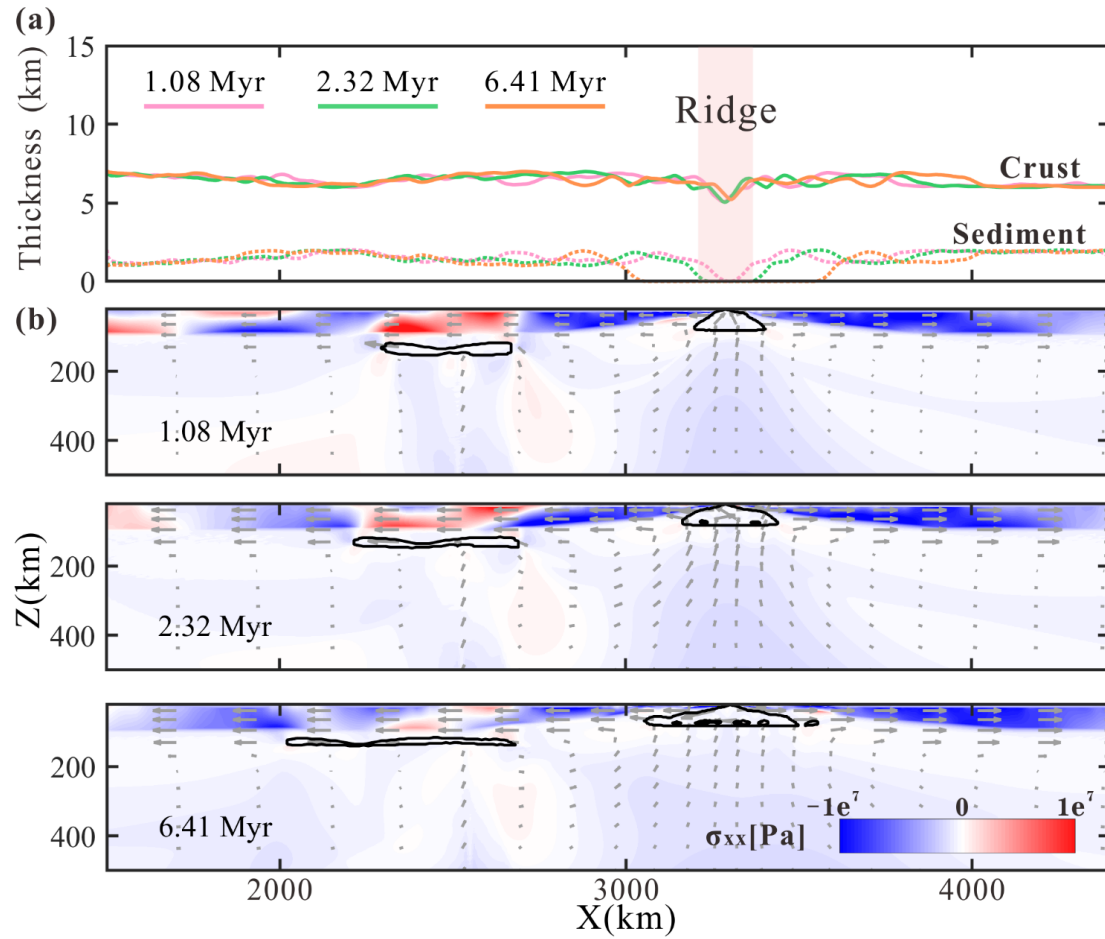 (a)
15
10
5
0
Thickness (km)
1.08 Myr 2.32 Myr 6.41 Myr
Ridge
Crust
Sediment
(b)
200
400
1.08 Myr
200
400
2.32 Myr
Z(km)
200
400
6.41 Myr
−1e⁷ 0 1e⁷
σxx[Pa]
2000 3000 4000
X(km)